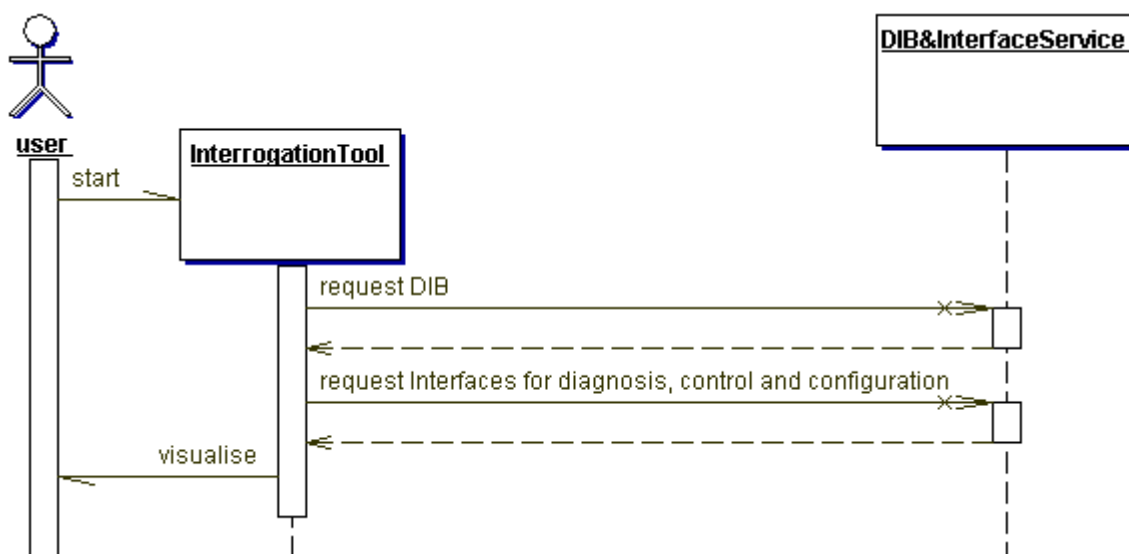 DIB&InterfaceService
user
InterrogationTool
start
request DIB
request Interfaces for diagnosis, control and configuration
visualise